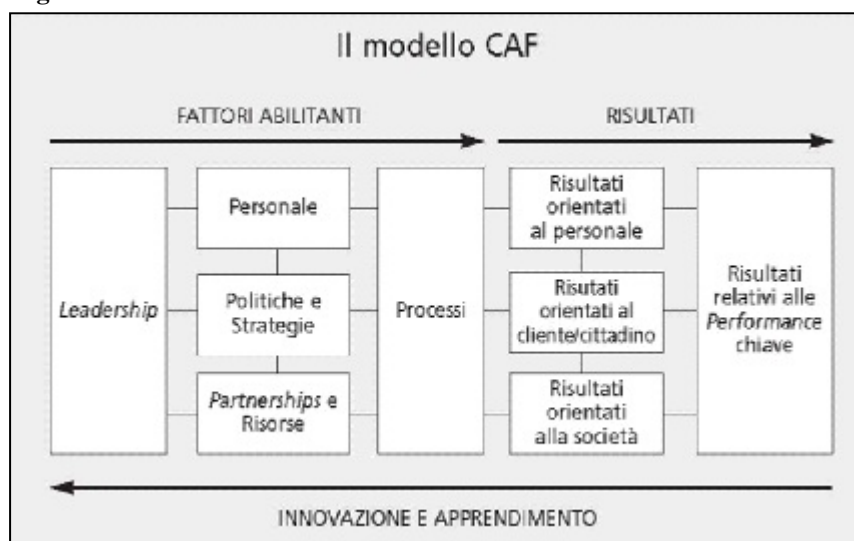 Il modello CAF
FATTORI ABILITANTI
RISULTATI
Leadership
Personale
Politiche e
Strategie
Partnerships e
Risorse
Processi
Risultati
orientati
al personale
Risutati
orientati al
cliente/cittadino
Risultati
orientati
alla società
Risultati
relativi alle
Performance
chiave
INNOVAZIONE E APPRENDIMENTO